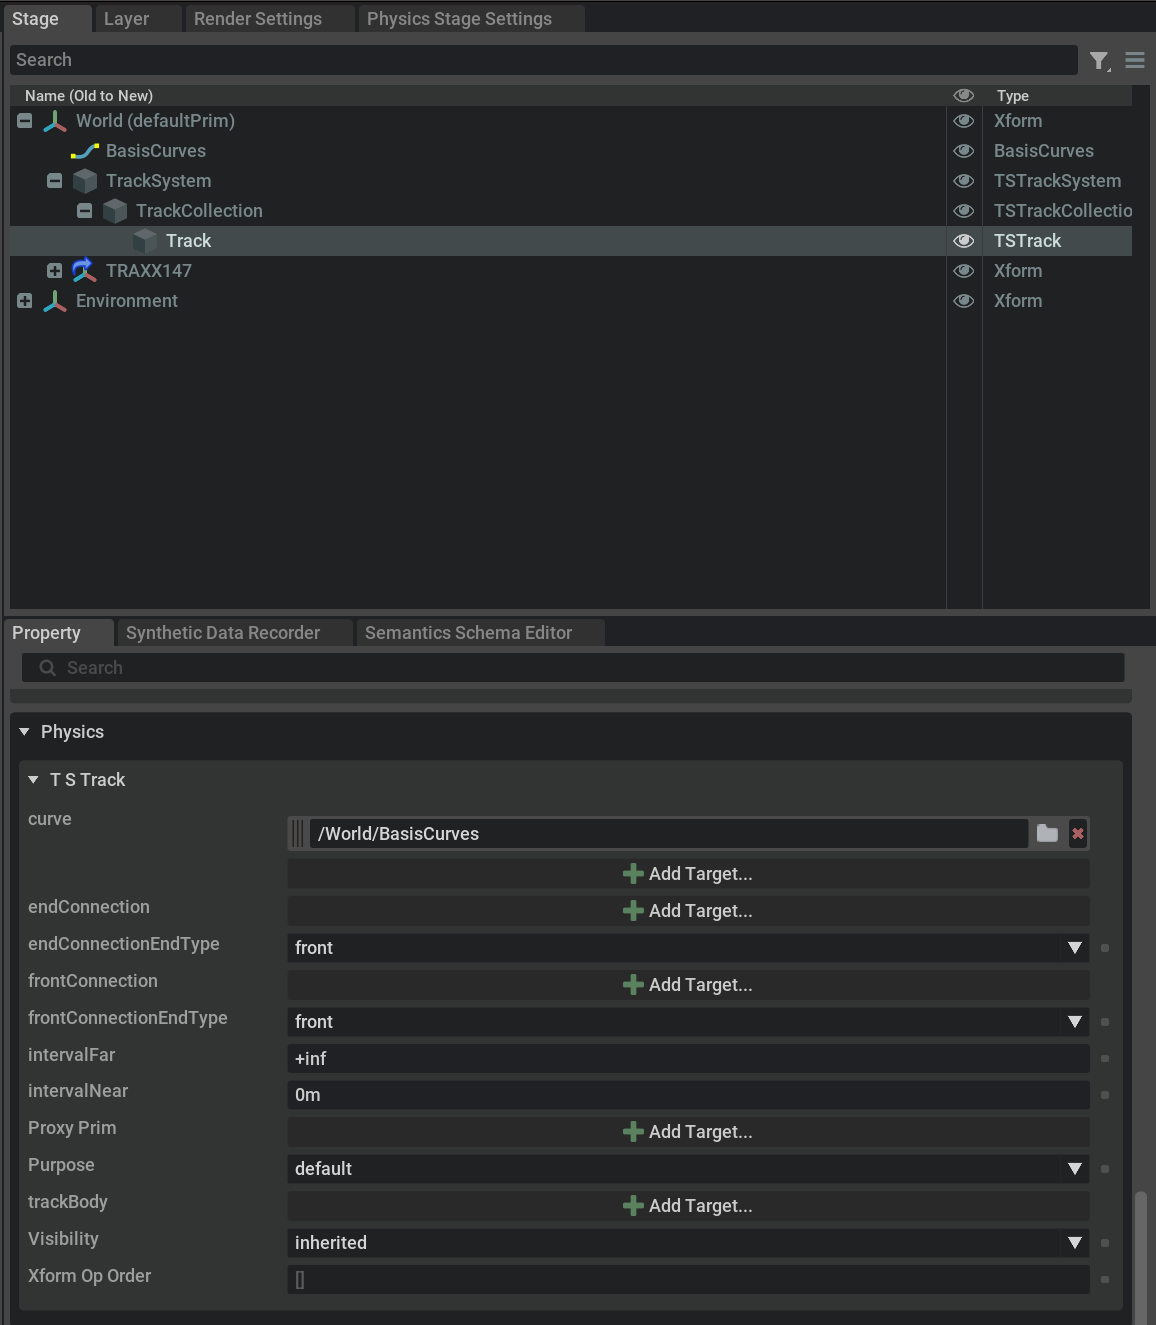 Stage Layer Render Settings Physics Stage Settings
Search
Name (Old to New) Type
World (defaultPrim) Xform
BasisCurves BasisCurves
TrackSystem TSTrackSystem
TrackCollection TSTrackCollectio
Track TSTrack
TRAXX147 Xform
Environment Xform
Property Synthetic Data Recorder Semantics Schema Editor
Search
Physics
T S Track
curve
/World/BasisCurves
Add Target...
endConnection Add Target...
endConnectionEndType front
frontConnection Add Target...
frontConnectionEndType front
intervalFar +inf
intervalNear 0m
Proxy Prim Add Target...
Purpose default
trackBody Add Target...
Visibility inherited
Xform Op Order []